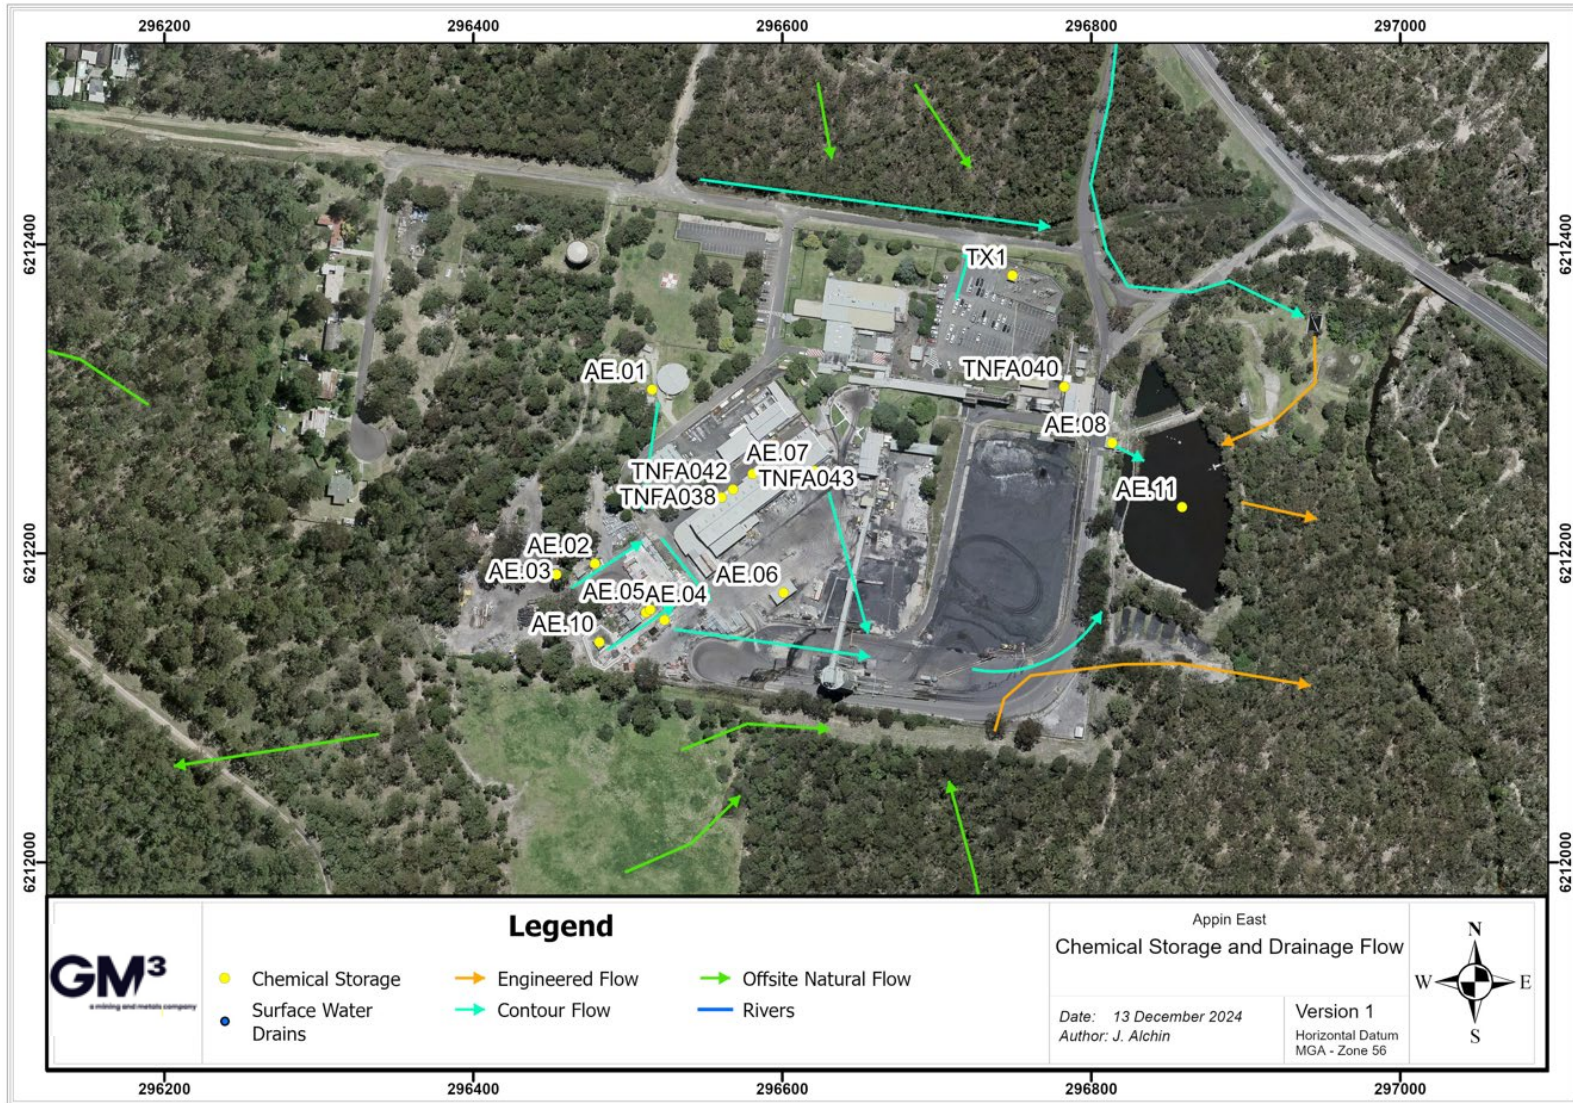 296200
296400
296600
296800
297000
6212400
6212400
TX1
AE.01
TNFA040
AE.08
AE.07
TNFA042
TNFA043
TNFA038
AE.11
6212200
6212200
AE.02
AE.03
AE.06
AE.05
AE.04
AE.10
6212000
6212000
Legend
GM³
a mining and metals company
Chemical Storage
Engineered Flow
Offsite Natural Flow
Surface Water
Drains
Contour Flow
Rivers
Appin East
Chemical Storage and Drainage Flow
Date: 13 December 2024
Author: J. Alchin
Version 1
Horizontal Datum
MGA - Zone 56
N
W
E
S
296200
296400
296600
296800
297000